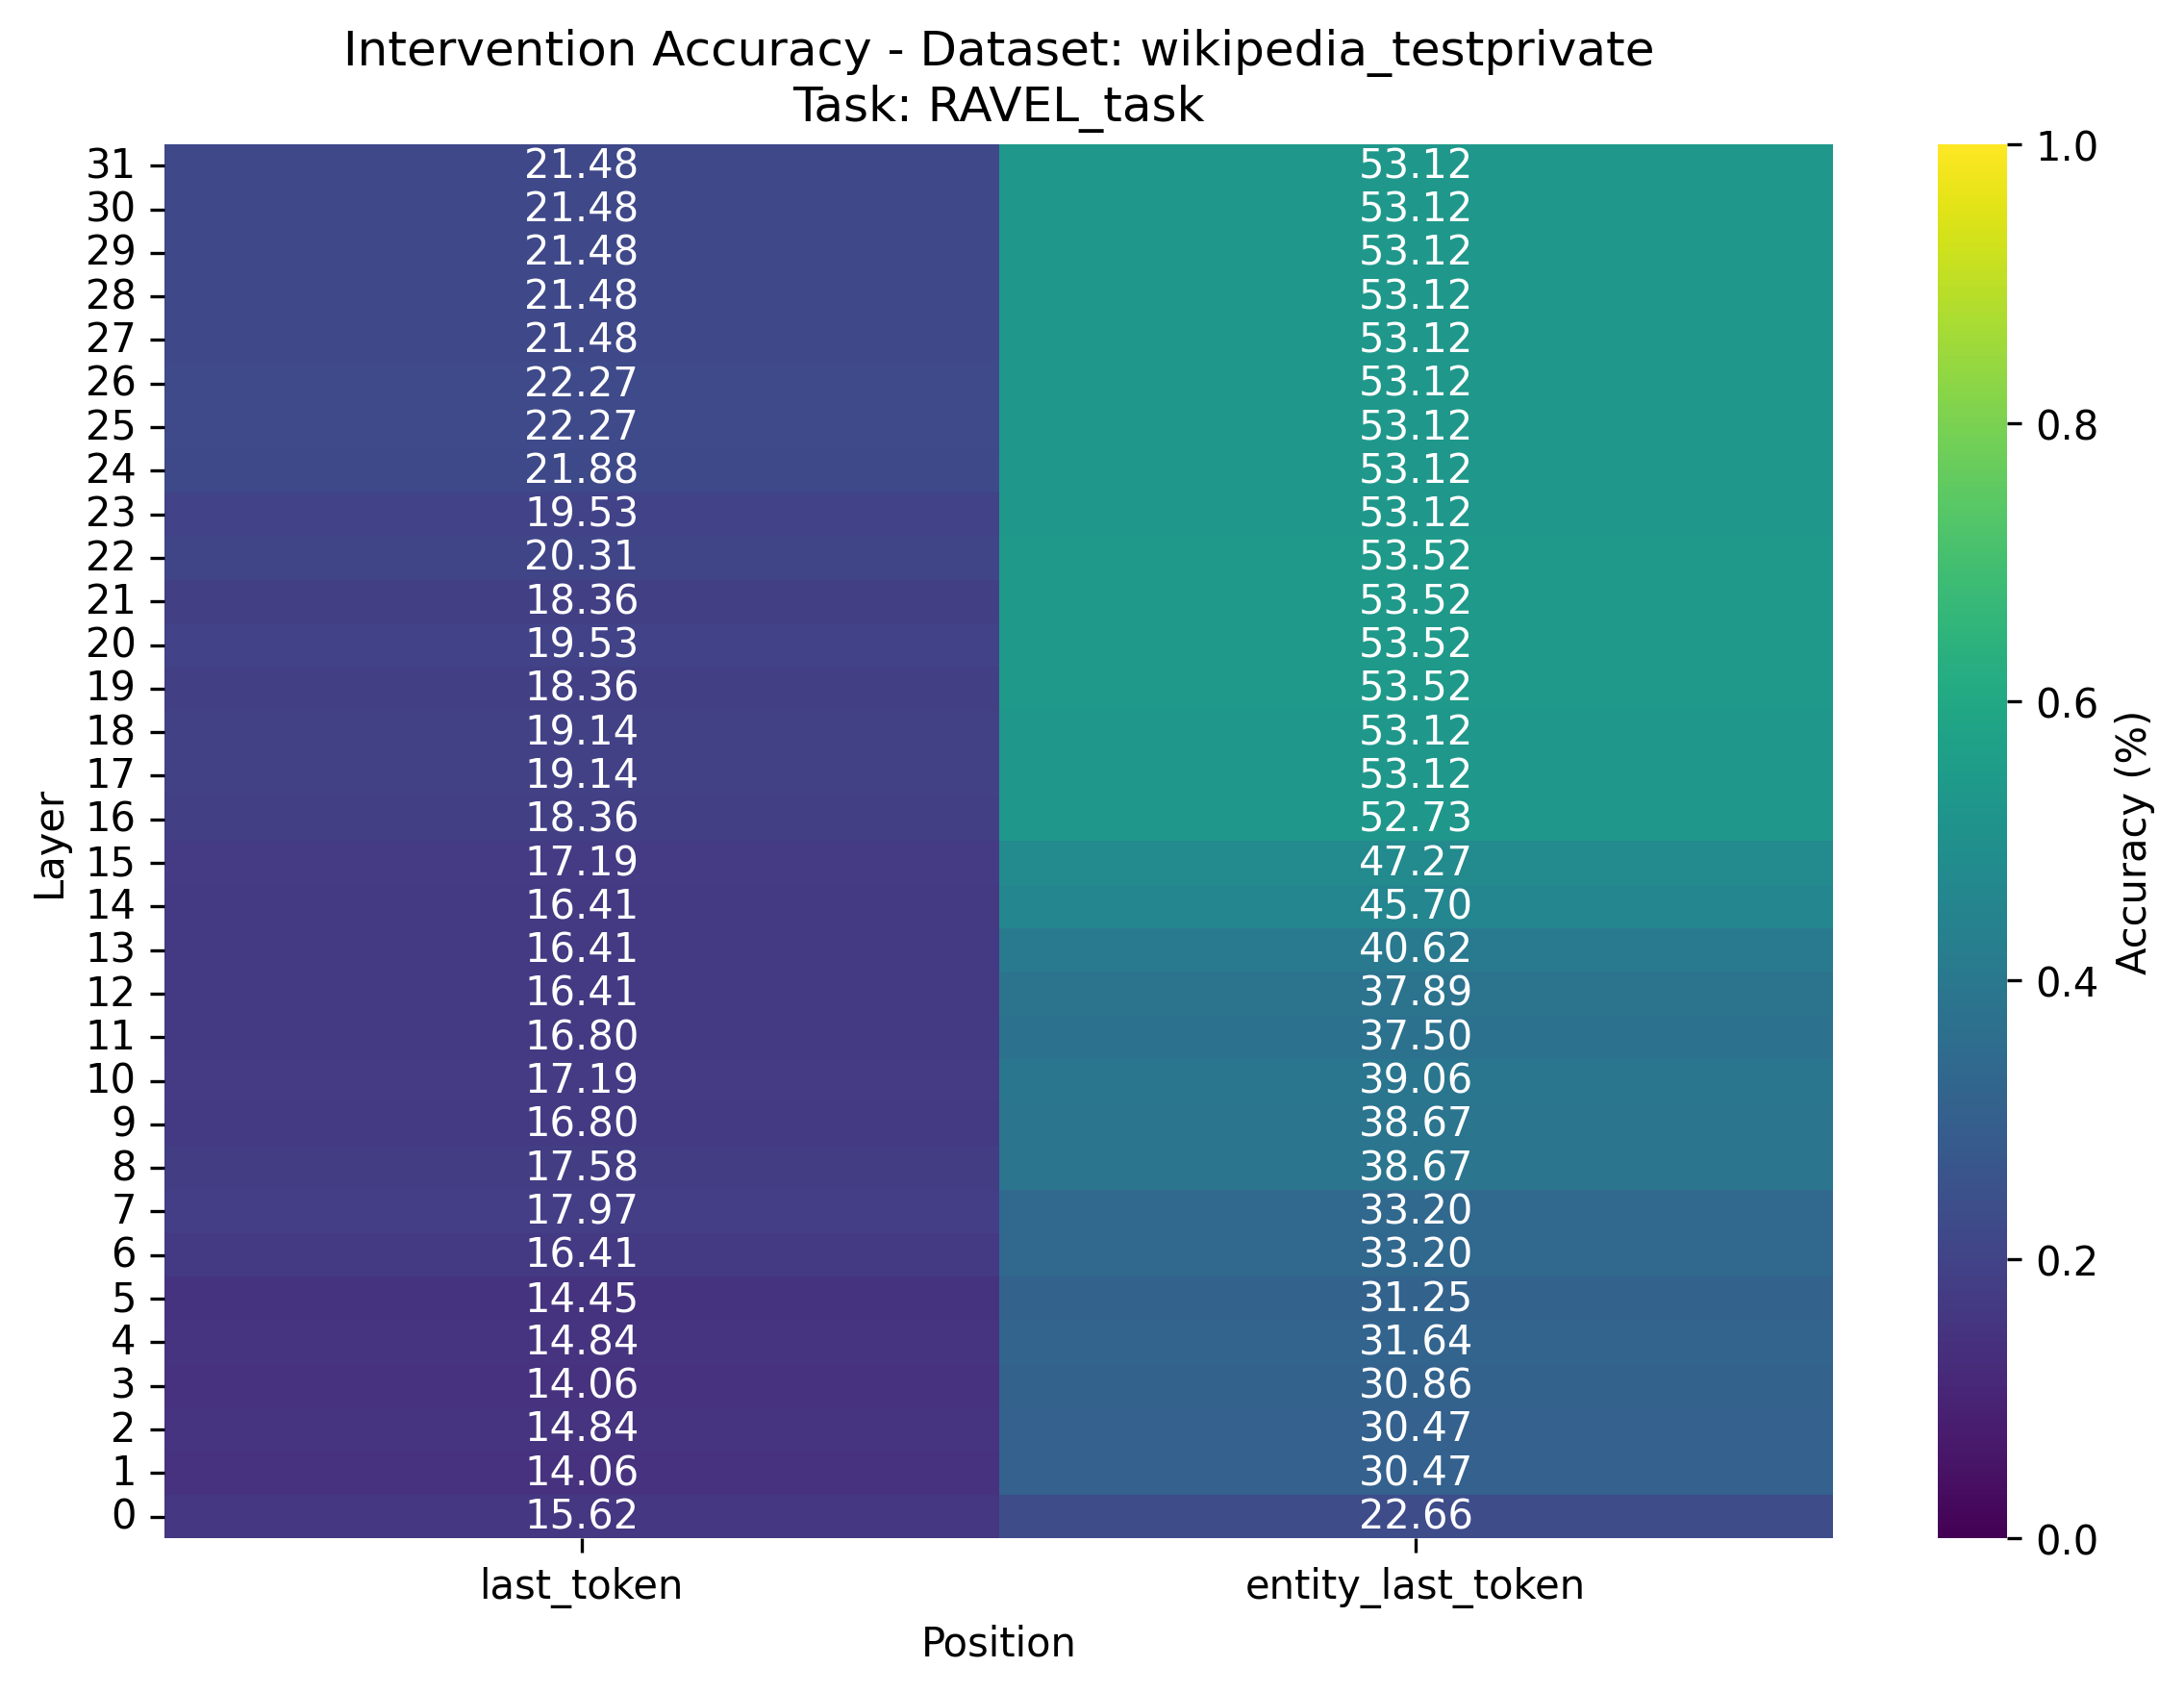 Intervention Accuracy - Dataset: wikipedia_testprivate
Task: RAVEL_task
31 21.48 53.12
30 21.48 53.12
29 21.48 53.12
28 21.48 53.12
27 21.48 53.12
26 22.27 53.12
25 22.27 53.12
24 21.88 53.12
23 19.53 53.12
22 20.31 53.52
21 18.36 53.52
20 19.53 53.52
19 18.36 53.52
18 19.14 53.12
17 19.14 53.12
16 18.36 52.73
15 17.19 47.27
14 16.41 45.70
13 16.41 40.62
12 16.41 37.89
11 16.80 37.50
10 17.19 39.06
9 16.80 38.67
8 17.58 38.67
7 17.97 33.20
6 16.41 33.20
5 14.45 31.25
4 14.84 31.64
3 14.06 30.86
2 14.84 30.47
1 14.06 30.47
0 15.62 22.66
Layer
last_token entity_last_token
Position
1.0
0.8
0.6
0.4
0.2
0.0
Accuracy (%)